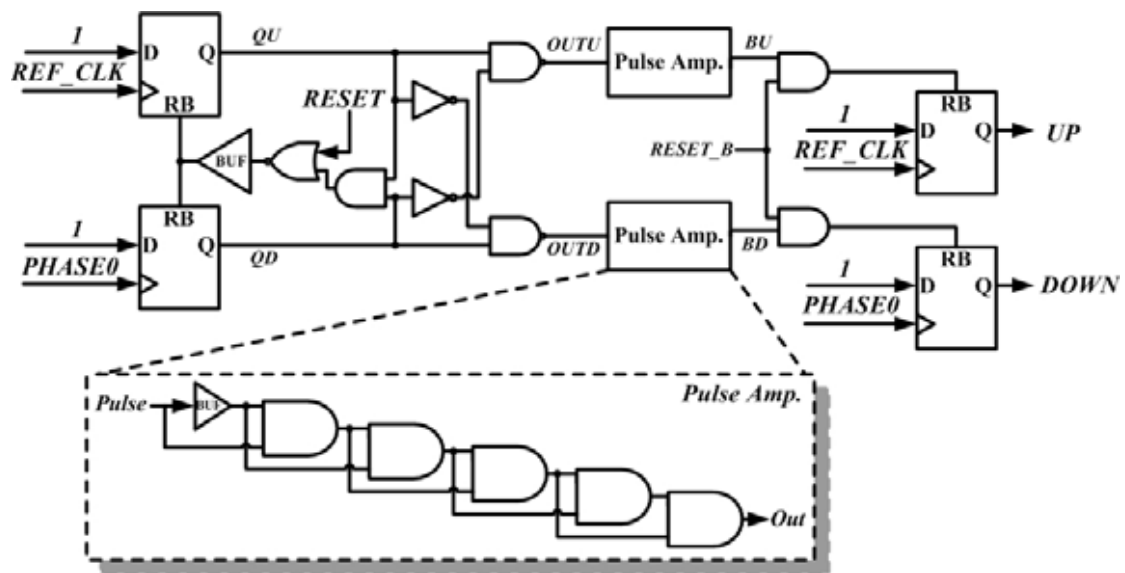 1
D
Q
REF_CLK
RB
QU
OUTU
Pulse Amp.
BU
RESET
BUF
RESET_B
1
D
Q
REF_CLK
RB
UP
1
D
Q
PHASE0
RB
QD
OUTD
Pulse Amp.
BD
1
D
Q
PHASE0
RB
DOWN
Pulse
BUF
Pulse Amp.
Out